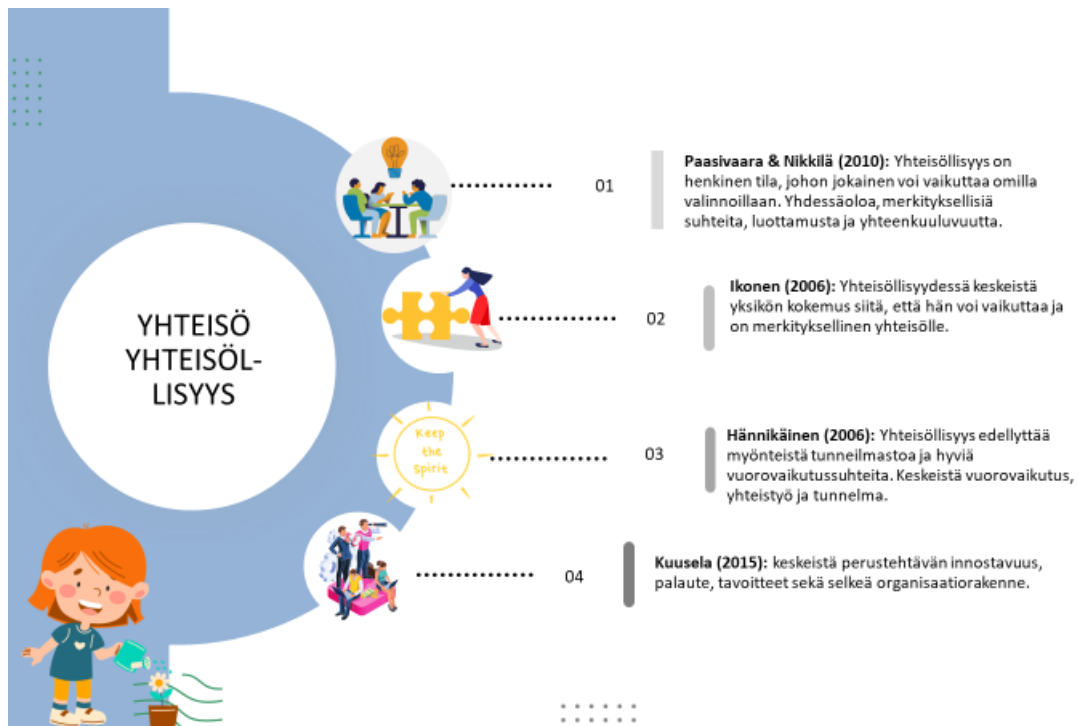 YHTEISÖ
YHTEISÖL-
LISYYS
01
Paasivaara & Nikkilä (2010): Yhteisöllisyys on
henkinen tila, johon jokainen voi vaikuttaa omilla
valinnoillaan. Yhdessäoloa, merkityksellisiä
suhteita, luottamusta ja yhteenkuuluvuutta.
02
Ikonen (2006): Yhteisöllisyydessä keskeistä
yksikön kokemus siitä, että hän voi vaikuttaa ja
on merkityksellinen yhteisölle.
Keep
the
Spirit
03
Hännikäinen (2006): Yhteisöllisyys edellyttää
myönteistä tunneilmastoa ja hyviä
vuorovaikutussuhteita. Keskeistä vuorovaikutus,
yhteistyö ja tunnelma.
04
Kuusela (2015): keskeistä perustehtävän innostavuus,
palaute, tavoitteet sekä selkeä organisaatiorakenne.